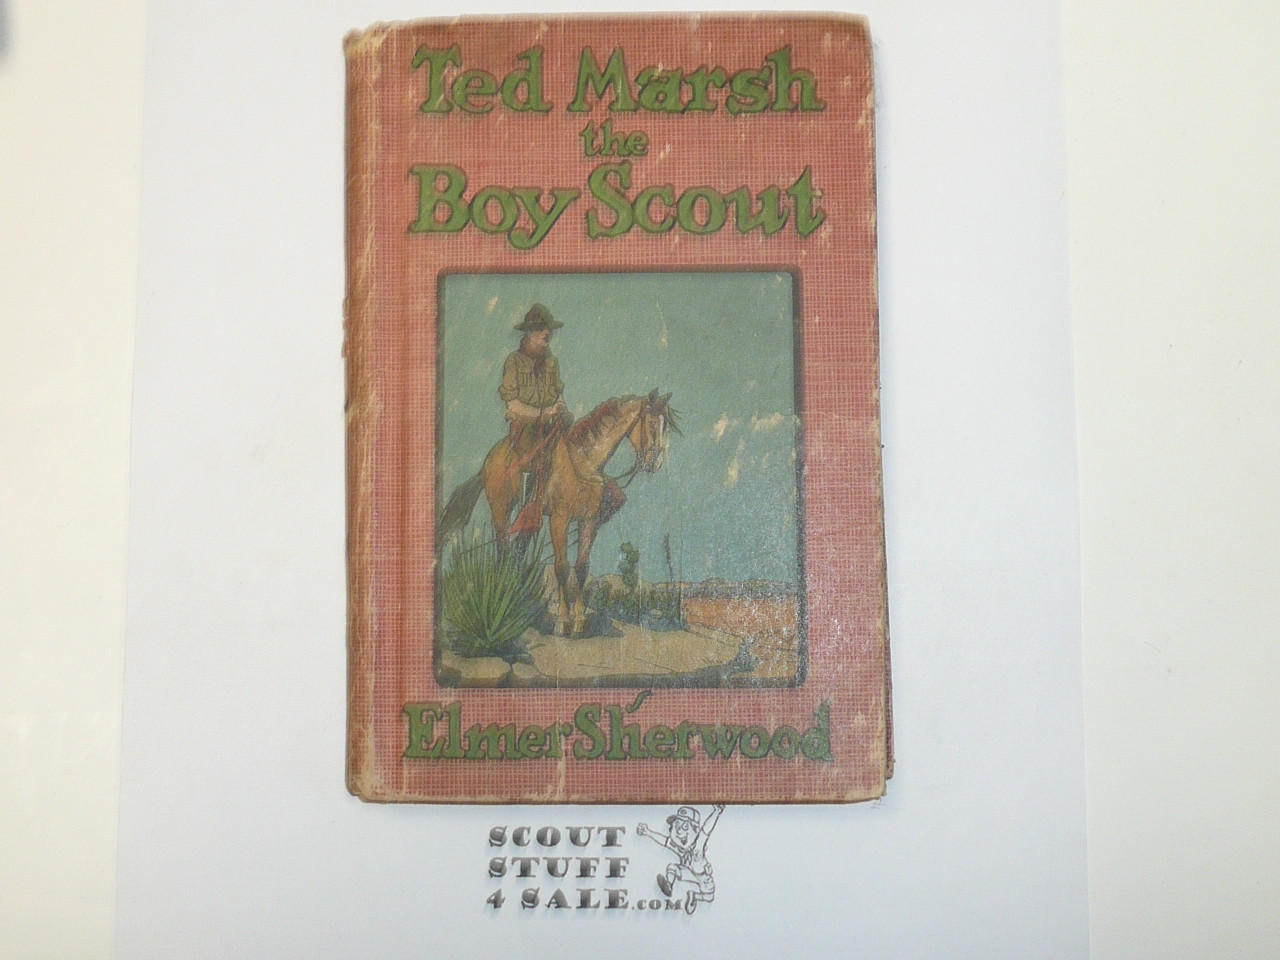 Ted Marsh
the
Boy Scout
Elmer Sherwood
SCOUT
STUFF
4 SALE.COM